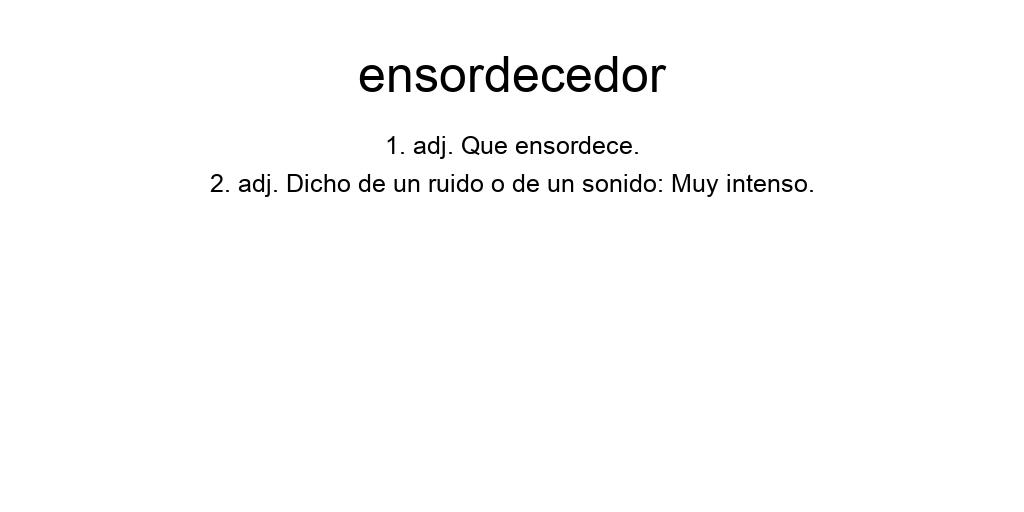 ensordecedor
1. adj. Que ensordece.
2. adj. Dicho de un ruido o de un sonido: Muy intenso.